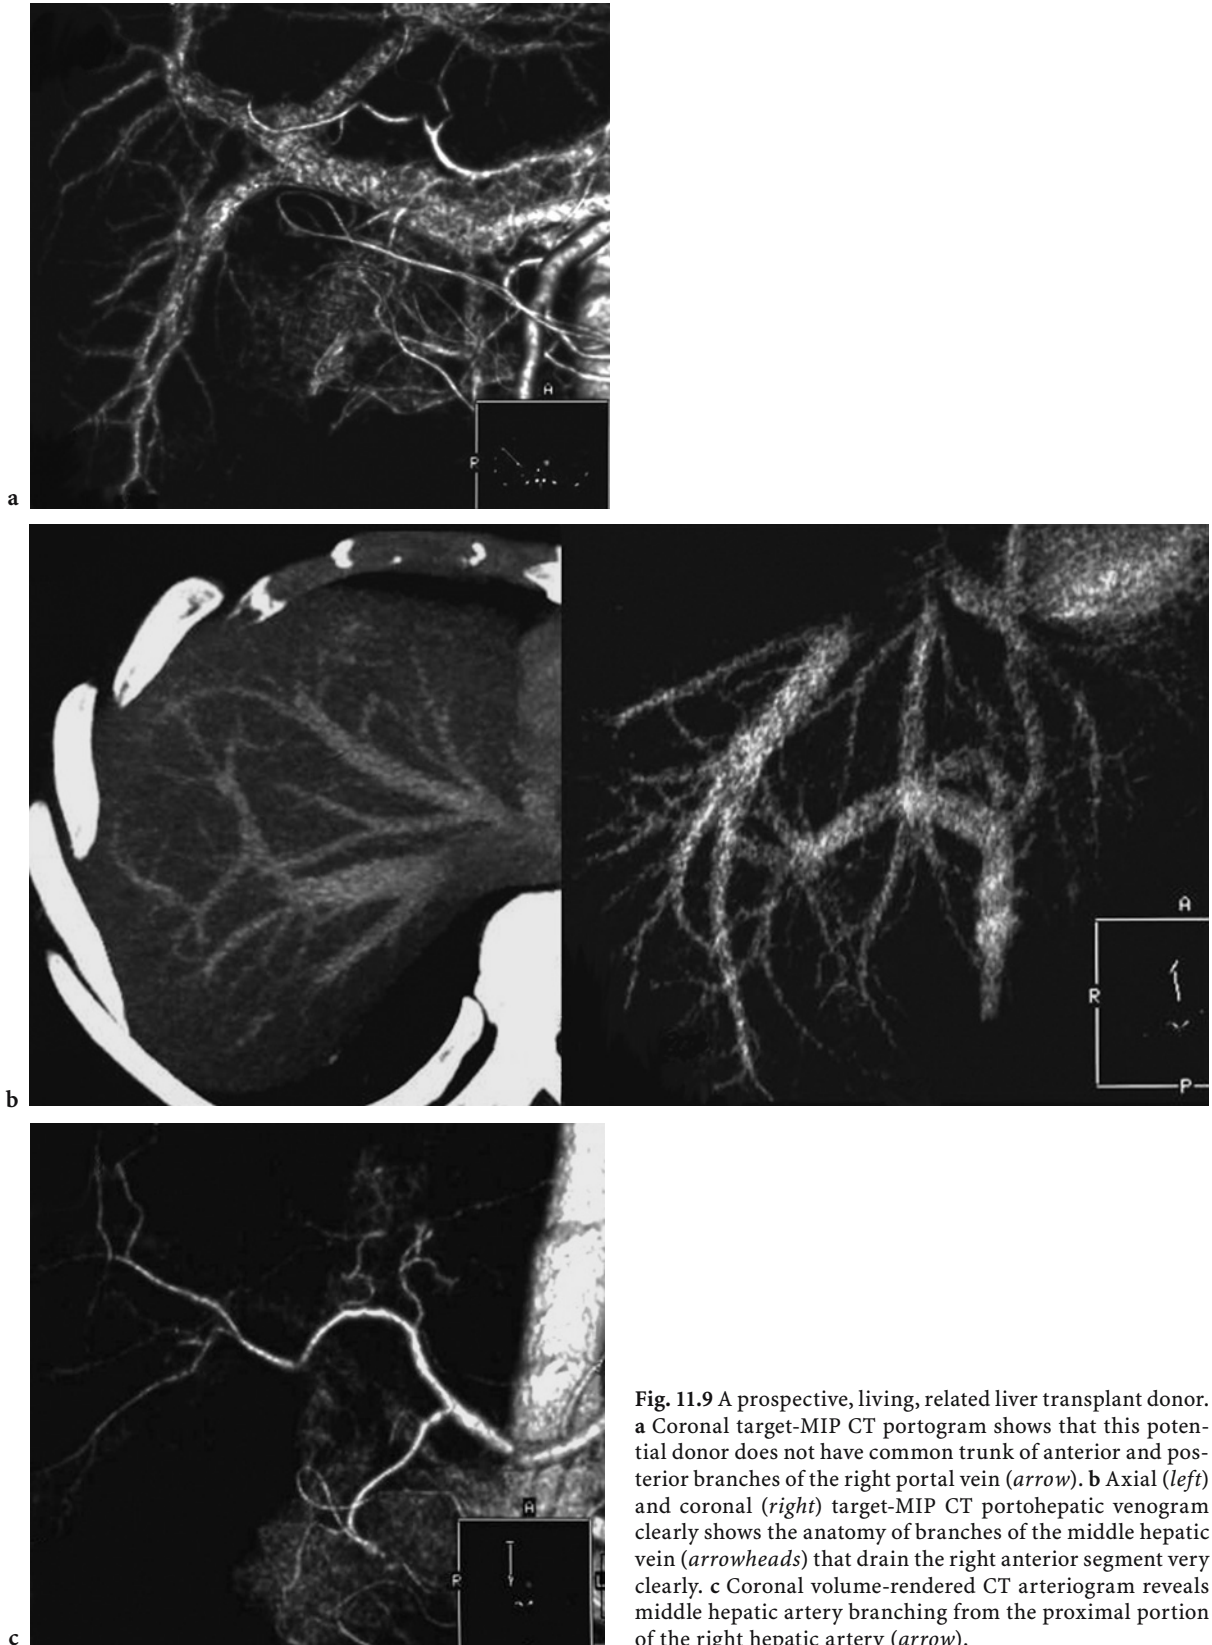 A
R
a
A
R
P
b
A
R
L
c
Fig. 11.9 A prospective, living, related liver transplant donor.
a Coronal target-MIP CT portogram shows that this poten-
tial donor does not have common trunk of anterior and pos-
terior branches of the right portal vein (arrow). b Axial (left)
and coronal (right) target-MIP CT portohepatic venogram
clearly shows the anatomy of branches of the middle hepatic
vein (arrowheads) that drain the right anterior segment very
clearly. c Coronal volume-rendered CT arteriogram reveals
middle hepatic artery branching from the proximal portion
of the right hepatic artery (arrow).